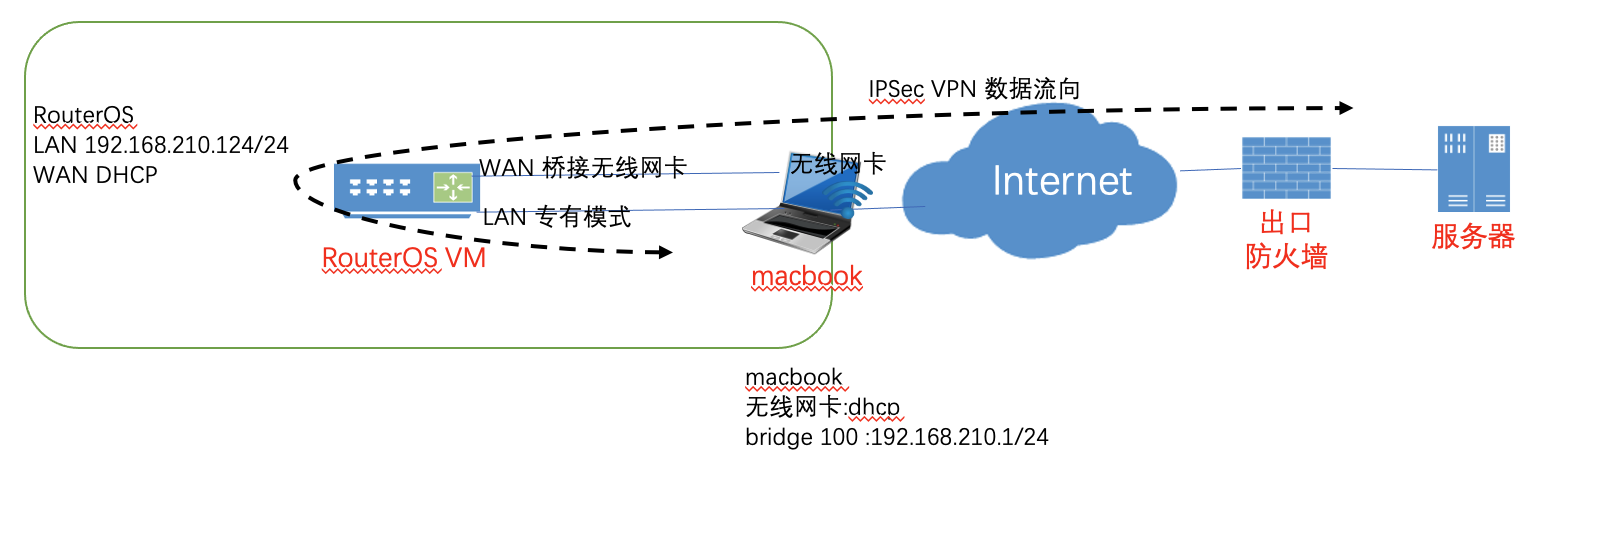 IPSec VPN 数据流向
RouterOS
LAN 192.168.210.124/24
WAN DHCP
WAN 桥接无线网卡
无线网卡
LAN 专有模式
RouterOS VM
macbook
Internet
出口
防火墙
服务器
macbook
无线网卡:dhcp
bridge 100 :192.168.210.1/24